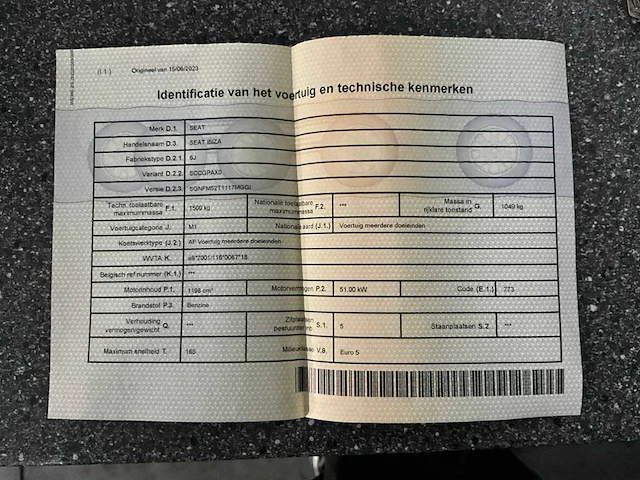 (I.1.) Origineel van 15/06/2023
Identificatie van het voertuig en technische kenmerken
Merk D.1. SEAT
Handelsnaam D.3. SEAT IBIZA
Fabriekstype D.2.1. 6J
Variant D.2.2. SCCGPAX0
Versie D.2.3. SGNFM52T1117MGGI
Techn. toelaatbare maximummassa F.1. 1500 kg Nationale toelaatbare maximummassa F.2. *** Massa in rijklare toestand G. 1049 kg
Voertuigcategorie J. M1 Nationale aard (J.1.) Voertuig meerdere doeleinden
Koetswerktype (J.2.) AF Voertuig meerdere doeleinden
WVTA K. e9*2001/116*0067*18
Belgisch ref nummer (K.1.) ***
Motorinhoud P.1. 1198 cm³ Motorvermogen P.2. 51.00 kW Code (E.1.) 773
Brandstof P.3. Benzine
Verhouding vermogen/gewicht Q. *** Zitplaatsen bestuurder inc. S.1. 5 Staanplaatsen S.2. ***
Maximum snelheid T. 165 Milieuklasse V.9. Euro 5